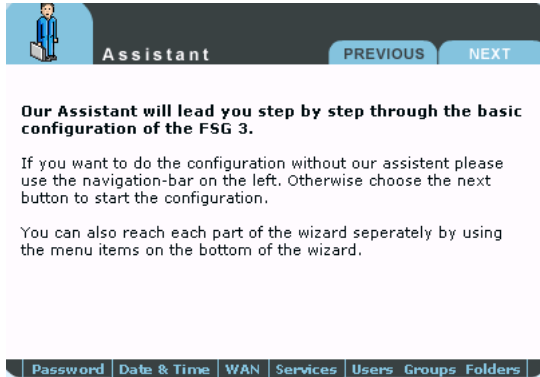 Assistant
PREVIOUS
NEXT
Our Assistant will lead you step by step through the basic
configuration of the FSG 3.
If you want to do the configuration without our assistent please
use the navigation-bar on the left. Otherwise choose the next
button to start the configuration.
You can also reach each part of the wizard seperately by using
the menu items on the bottom of the wizard.
Password | Date & Time | WAN | Services | Users Groups Folders